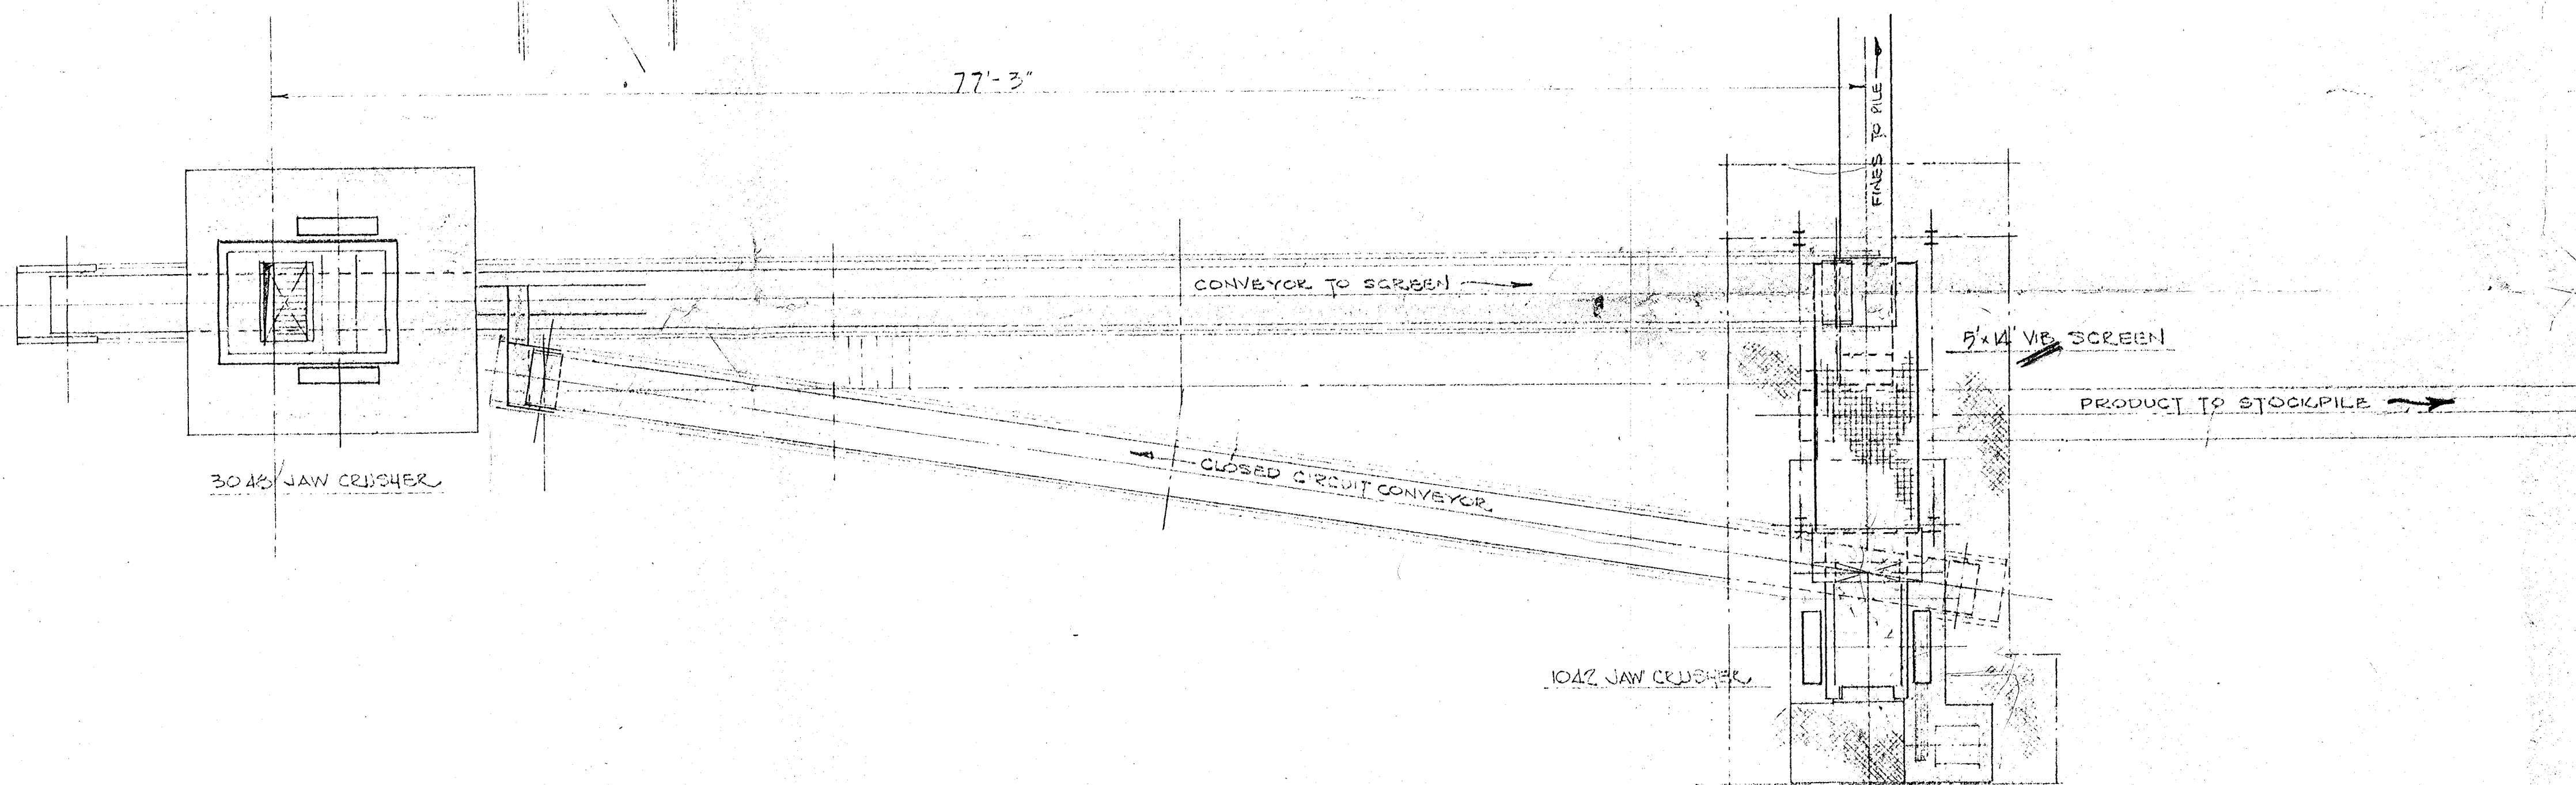 77'-3"
FINES TO PILE
CONVEYOR TO SCREEN
5'x14' VIB. SCREEN
PRODUCT TO STOCKPILE
CLOSED CIRCUIT CONVEYOR
3048 JAW CRUSHER
1042 JAW CRUSHER